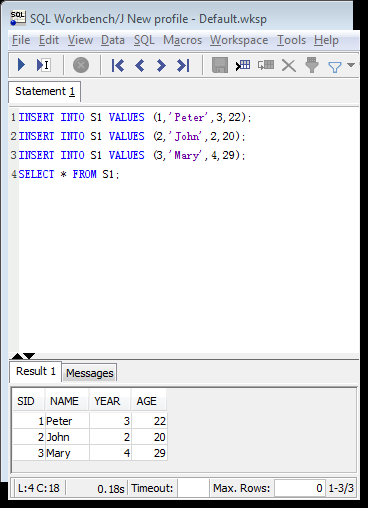 SQL
SQL Workbench/J New profile - Default.wksp
File Edit View Data SQL Macros Workspace Tools Help
Statement 1
1 INSERT INTO S1 VALUES (1,'Peter',3,22);
2 INSERT INTO S1 VALUES (2,'John',2,20);
3 INSERT INTO S1 VALUES (3,'Mary',4,29);
4 SELECT * FROM S1;
Result 1 Messages
SID NAME YEAR AGE
1 Peter 3 22
2 John 2 20
3 Mary 4 29
L:4 C:18 0.18s Timeout: Max. Rows: 0 1-3/3